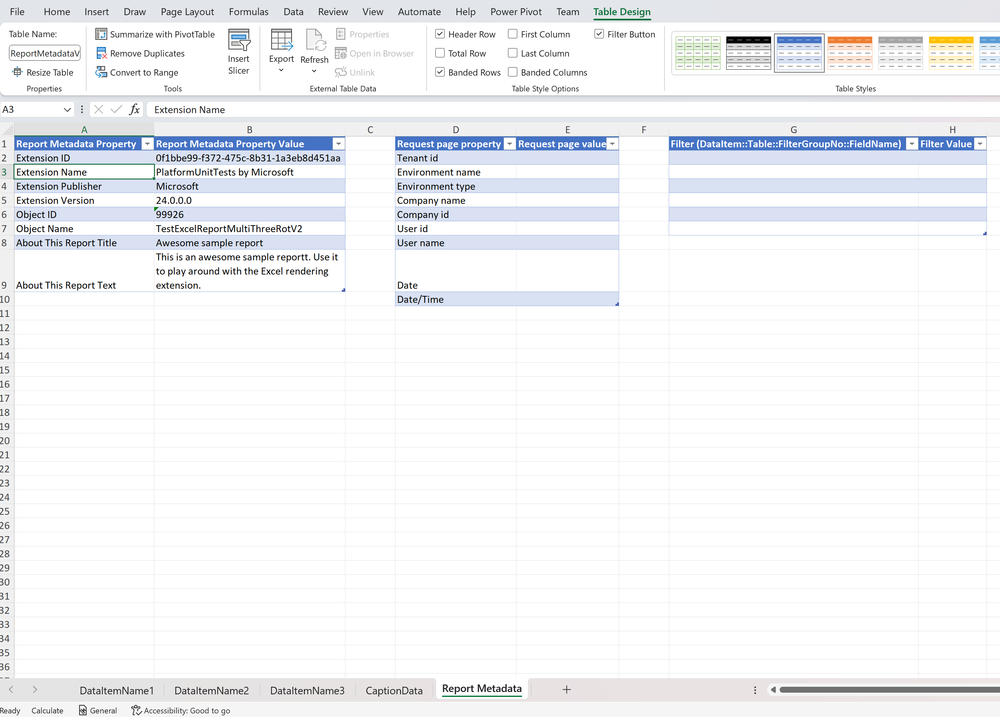 File Home Insert Draw Page Layout Formulas Data Review View Automate Help Power Pivot Team Table Design
Table Name:
ReportMetadataV
Resize Table
Properties
Summarize with PivotTable
Remove Duplicates
Convert to Range
Tools
Insert
Slicer
Export
Refresh
Properties
Open in Browser
Unlink
External Table Data
Header Row
First Column
Filter Button
Total Row
Last Column
Banded Rows
Banded Columns
Table Style Options
Table Styles
A3 fx Extension Name
A B C D E F G H
1 Report Metadata Property Report Metadata Property Value Request page property Request page value Filter (DataItem::Table::FilterGroupNo::FieldName) Filter Value
2 Extension ID 0f1bbe99-f372-475c-8b31-1a3eb8d451aa Tenant id
3 Extension Name PlatformUnitTests by Microsoft Environment name
4 Extension Publisher Microsoft Environment type
5 Extension Version 24.0.0.0 Company name
6 Object ID 99926 Company id
7 Object Name TestExcelReportMultiThreeRotV2 User id
8 About This Report Title Awesome sample report User name
This is an awesome sample reportt. Use it
to play around with the Excel rendering
9 About This Report Text extension. Date
10 Date/Time
11
12
13
14
15
16
17
18
19
20
21
22
23
24
25
26
27
28
29
30
31
32
33
34
35
36
DataItemName1 DataItemName2 DataItemName3 CaptionData Report Metadata
Ready Calculate General Accessibility: Good to go